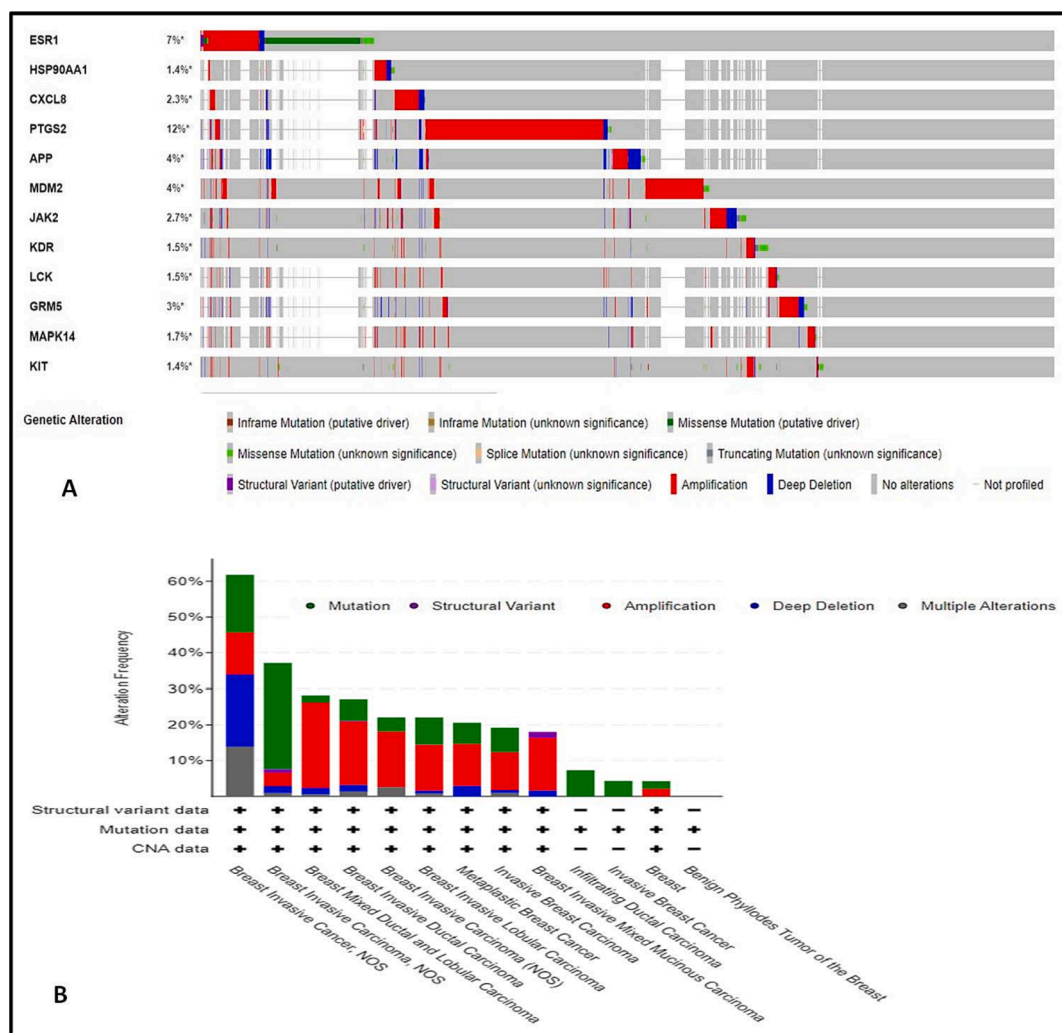 ESR1 7%*
HSP90AA1 1.4%*
CXCL8 2.3%*
PTGS2 12%*
APP 4%*
MDM2 4%*
JAK2 2.7%*
KDR 1.5%*
LCK 1.5%*
GRM5 3%*
MAPK14 1.7%*
KIT 1.4%*
Genetic Alteration
Inframe Mutation (putative driver) Inframe Mutation (unknown significance) Missense Mutation (putative driver)
Missense Mutation (unknown significance) Splice Mutation (unknown significance) Truncating Mutation (unknown significance)
Structural Variant (putative driver) Structural Variant (unknown significance) Amplification Deep Deletion No alterations Not profiled
A
60%
50%
40%
30%
20%
10%
Alteration Frequency
Mutation Structural Variant Amplification Deep Deletion Multiple Alterations
Structural variant data + + + + + + + + + − − + −
Mutation data + + + + + + + + + + + + +
CNA data + + + + + + + + + − − + −
Breast Invasive Cancer, NOS
Breast Invasive Carcinoma, NOS
Breast Mixed Ductal and Lobular Carcinoma
Breast Invasive Ductal Carcinoma
Breast Invasive Carcinoma (NOS)
Breast Invasive Lobular Carcinoma
Metaplastic Breast Cancer
Invasive Breast Carcinoma
Breast Invasive Mixed Mucinous Carcinoma
Infiltrating Ductal Carcinoma
Invasive Breast Cancer
Breast
Benign Phyllodes Tumor of the Breast
B